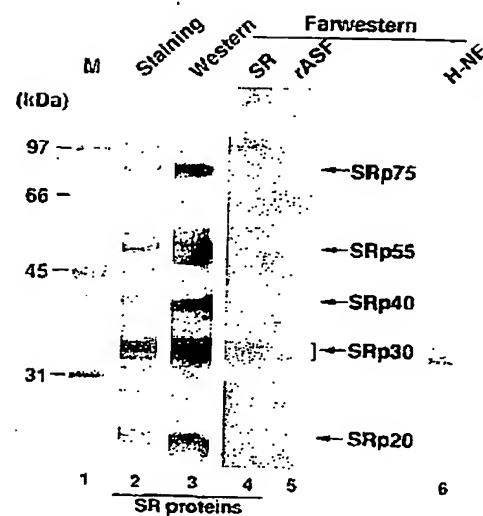 Farwestern
M Staining Western SR rASF H-NE
(kDa)
97
SRp75
66
SRp55
45
SRp40
SRp30
31
SRp20
1 2 3 4 5 6
SR proteins